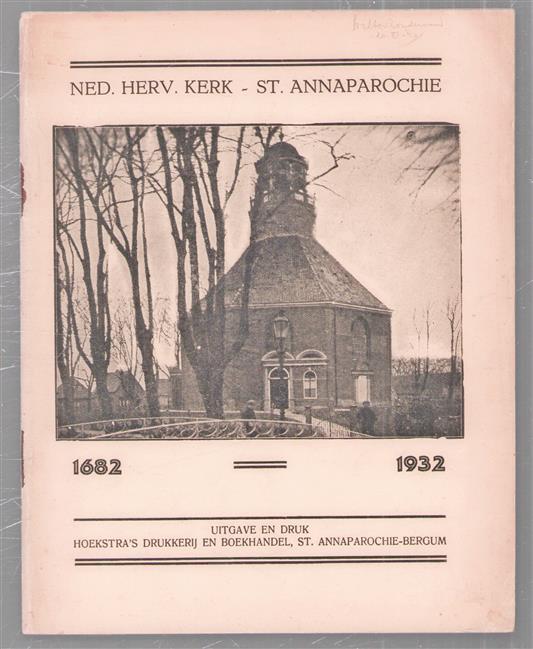 NED. HERV. KERK - ST. ANNAPAROCHIE
1682
1932
UITGAVE EN DRUK
HOEKSTRA'S DRUKKERIJ EN BOEKHANDEL, ST. ANNAPAROCHIE-BERGUM